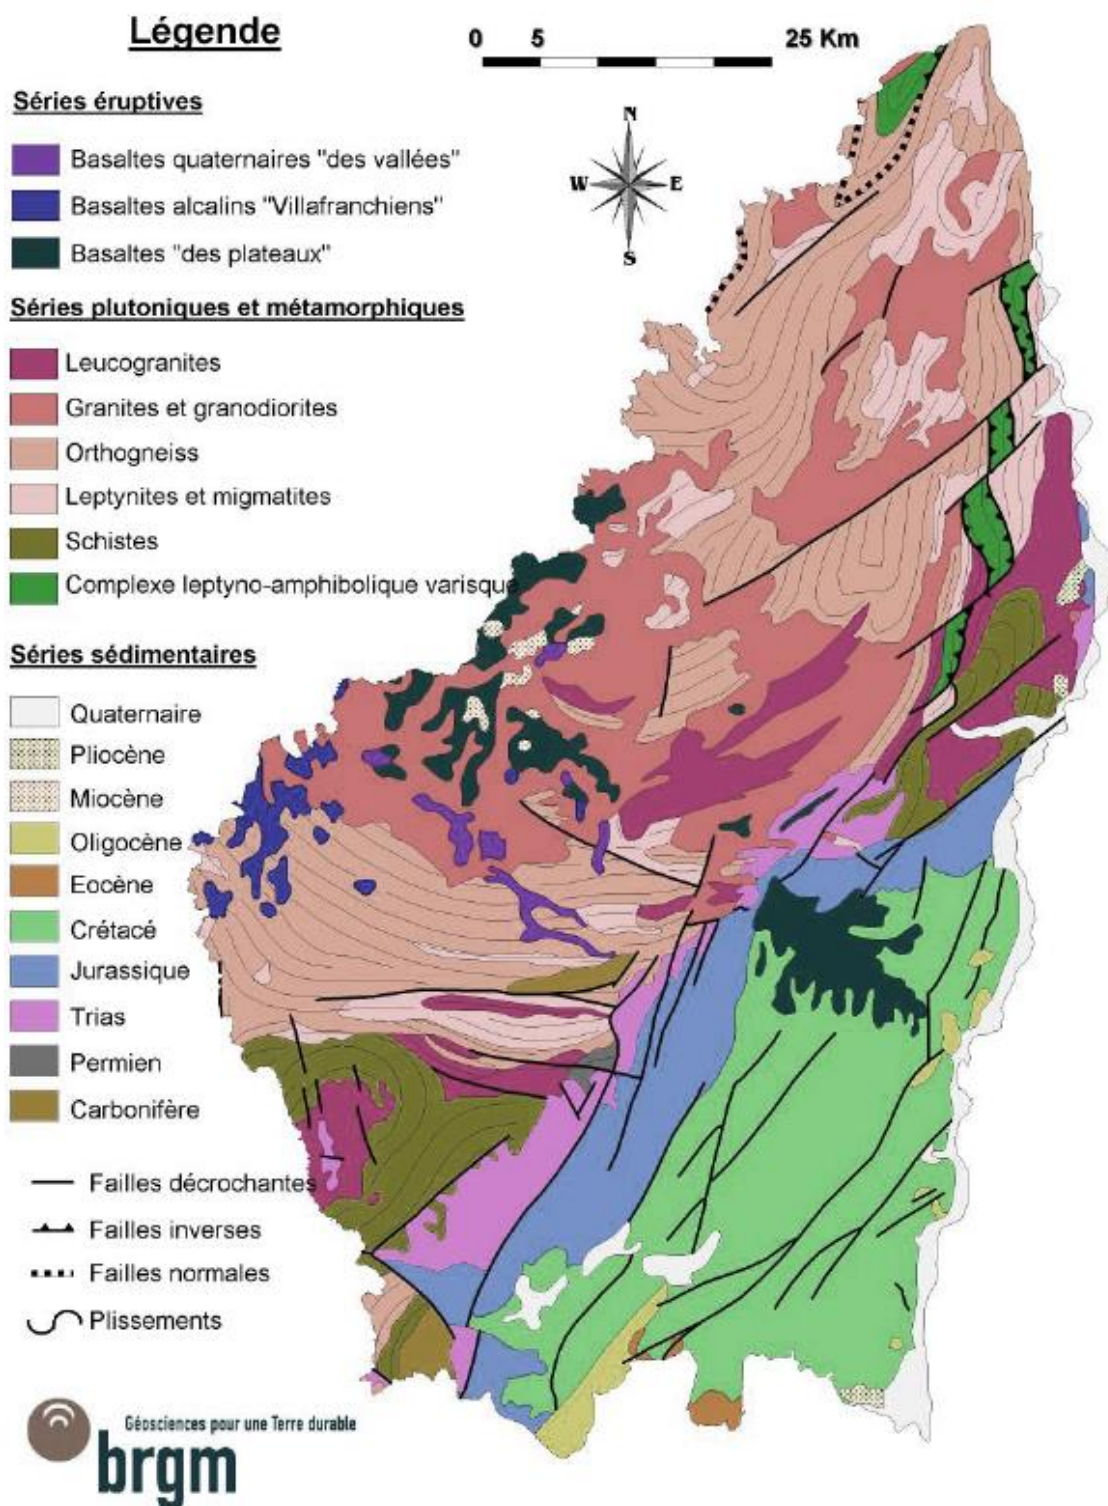 Légende
0 5 25 Km
Séries éruptives
Basaltes quaternaires "des vallées"
Basaltes alcalins "Villafranchiens"
Basaltes "des plateaux"
N
W E
S
Séries plutoniques et métamorphiques
Leucogranites
Granites et granodiorites
Orthogneiss
Leptynites et migmatites
Schistes
Complexe leptyno-amphibolique varisque
Séries sédimentaires
Quaternaire
Pliocène
Miocène
Oligocène
Eocène
Crétacé
Jurassique
Trias
Permien
Carbonifère
Failles décrochantes
Failles inverses
Failles normales
Plissements
Géosciences pour une Terre durable
brgm